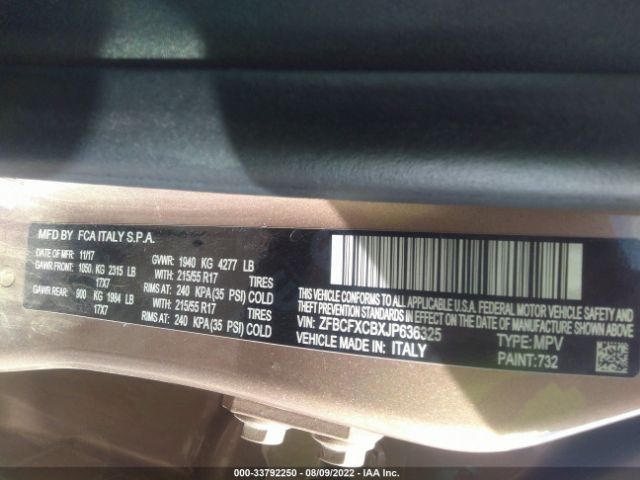 MFD BY FCA ITALY S.P.A.
DATE OF MFR: 11/17 GVWR: 1940 KG 4277 LB
GAWR FRONT: 1050 KG 2315 LB WITH: 215/55 R17 TIRES
17X7 RIMS AT: 240 KPA (35 PSI) COLD
GAWR REAR: 900 KG 1984 LB WITH: 215/55 R17 TIRES
17X7 RIMS AT: 240 KPA (35 PSI) COLD
THIS VEHICLE CONFORMS TO ALL APPLICABLE U.S.A. FEDERAL MOTOR VEHICLE SAFETY AND
THEFT PREVENTION STANDARDS IN EFFECT ON THE DATE OF MANUFACTURE SHOWN ABOVE.
VIN: ZFBCFXCBXJP636325 TYPE: MPV
VEHICLE MADE IN: ITALY PAINT: 732
000-33792250 - 08/09/2022 - IAA Inc.